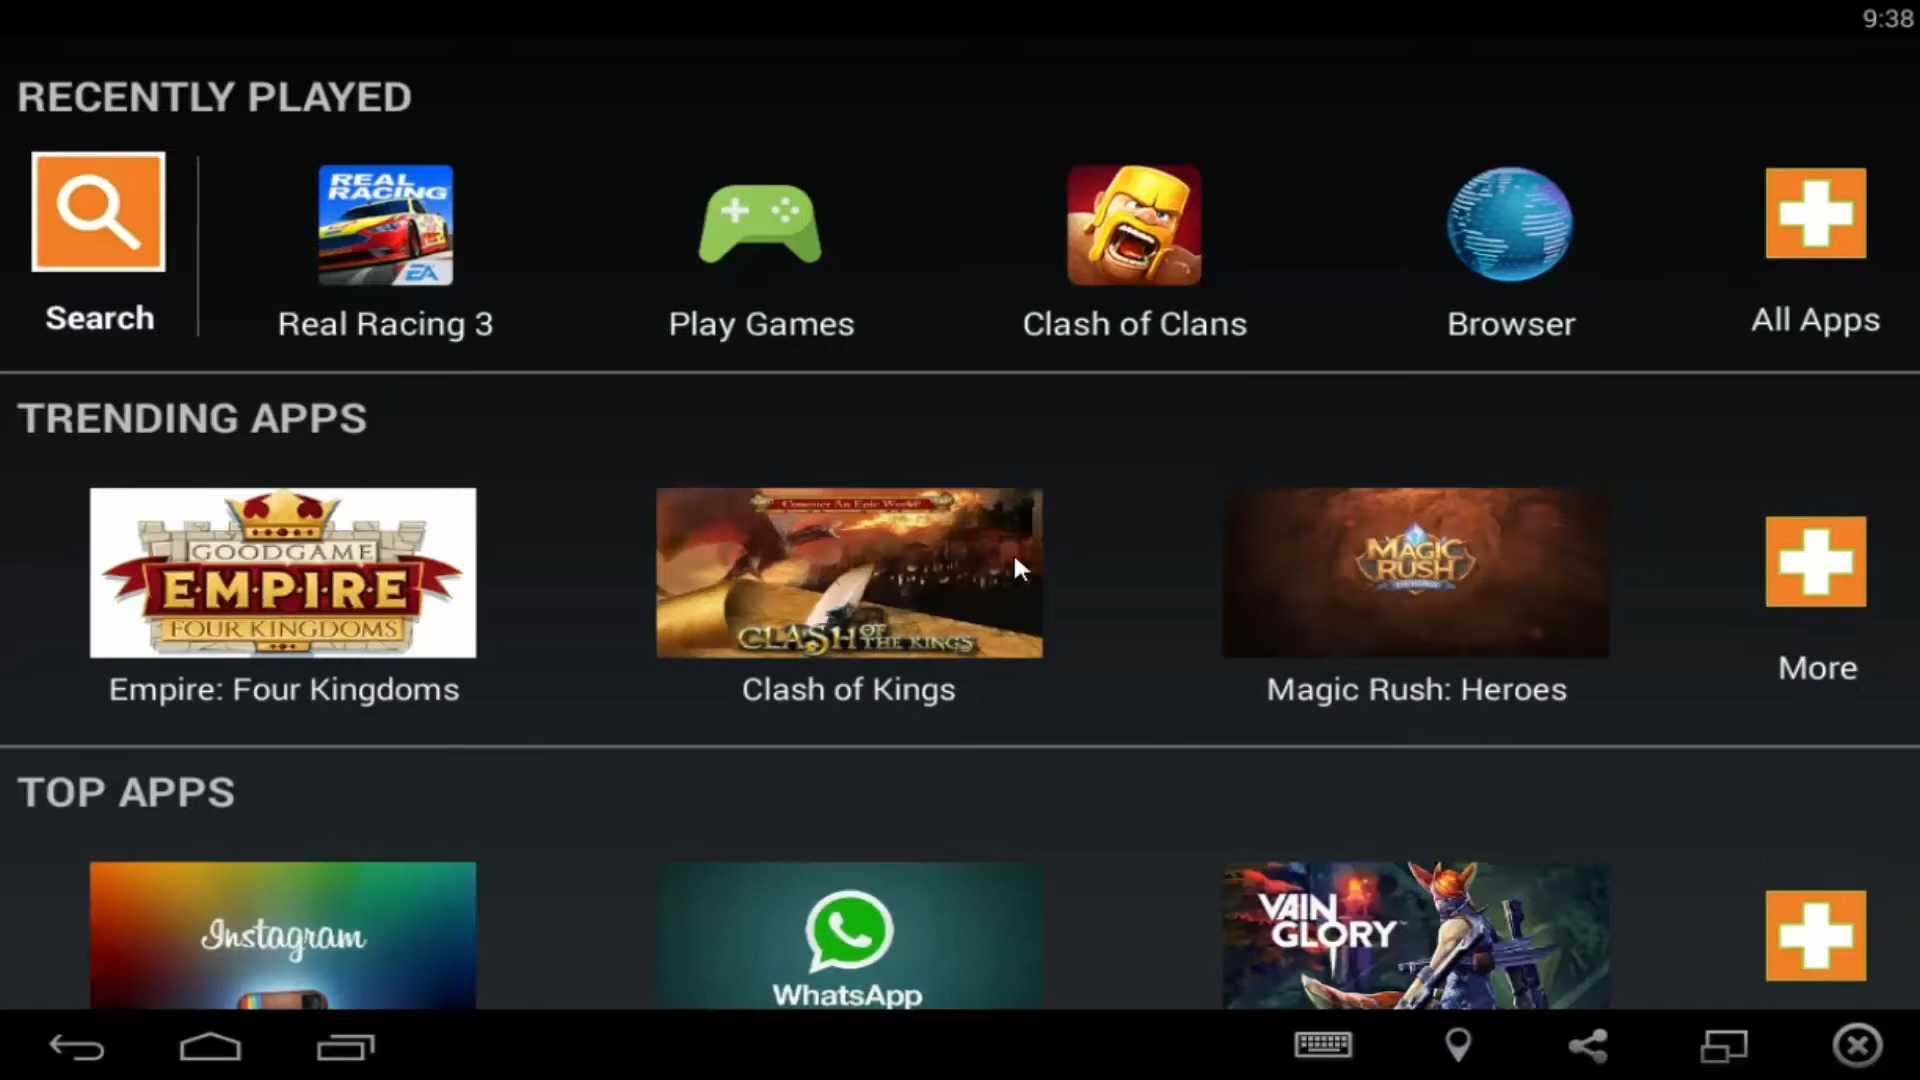 9:38
RECENTLY PLAYED
REAL
RACING
EA
Search
Real Racing 3
Play Games
Clash of Clans
Browser
All Apps
TRENDING APPS
GOODGAME
EMPIRE
FOUR KINGDOMS
CLASH OF THE KINGS
MAGIC
RUSH
Empire: Four Kingdoms
Clash of Kings
Magic Rush: Heroes
More
TOP APPS
Instagram
WhatsApp
VAIN
GLORY